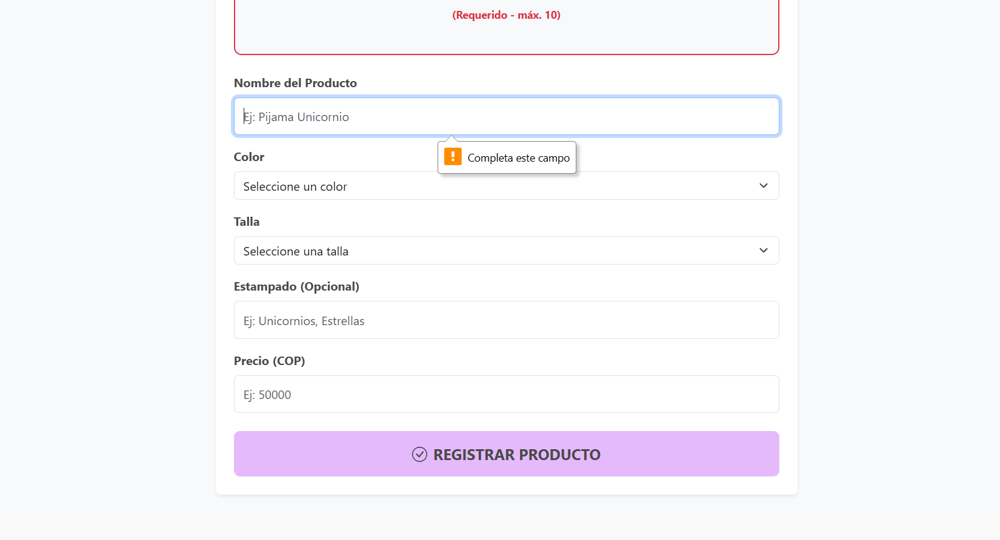 (Requerido - máx. 10)
Nombre del Producto
Ej: Pijama Unicornio
Completa este campo
Color
Seleccione un color
Talla
Seleccione una talla
Estampado (Opcional)
Ej: Unicornios, Estrellas
Precio (COP)
Ej: 50000
REGISTRAR PRODUCTO